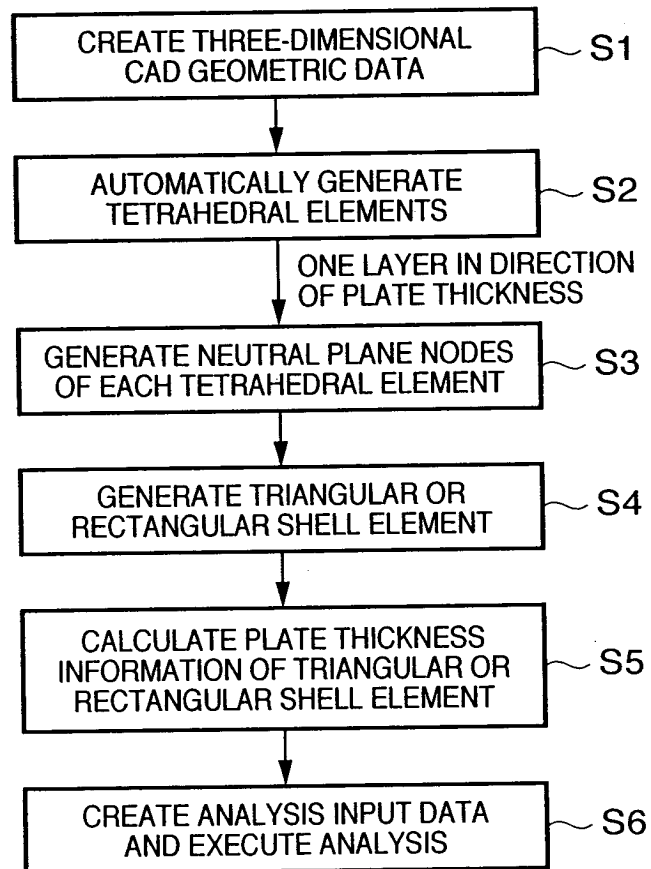 CREATE THREE-DIMENSIONAL
CAD GEOMETRIC DATA
S1
AUTOMATICALLY GENERATE
TETRAHEDRAL ELEMENTS
S2
ONE LAYER IN DIRECTION
OF PLATE THICKNESS
GENERATE NEUTRAL PLANE NODES
OF EACH TETRAHEDRAL ELEMENT
S3
GENERATE TRIANGULAR OR
RECTANGULAR SHELL ELEMENT
S4
CALCULATE PLATE THICKNESS
INFORMATION OF TRIANGULAR OR
RECTANGULAR SHELL ELEMENT
S5
CREATE ANALYSIS INPUT DATA
AND EXECUTE ANALYSIS
S6